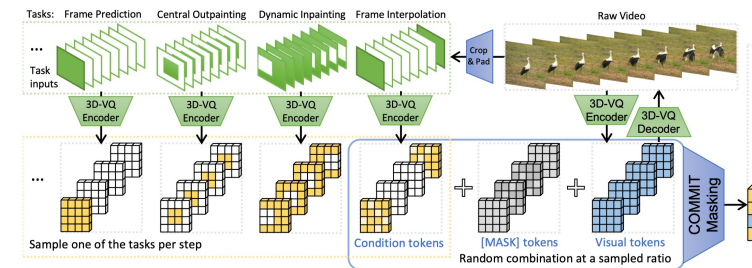 Tasks: Frame Prediction Central Outpainting Dynamic Inpainting Frame Interpolation Raw Video
...
Task
inputs
Crop
& Pad
3D-VQ
Encoder
3D-VQ
Encoder
3D-VQ
Encoder
3D-VQ
Encoder
3D-VQ
Encoder
3D-VQ
Decoder
...
COMMIT
Masking
Sample one of the tasks per step
Condition tokens
[MASK] tokens
Visual tokens
Random combination at a sampled ratio